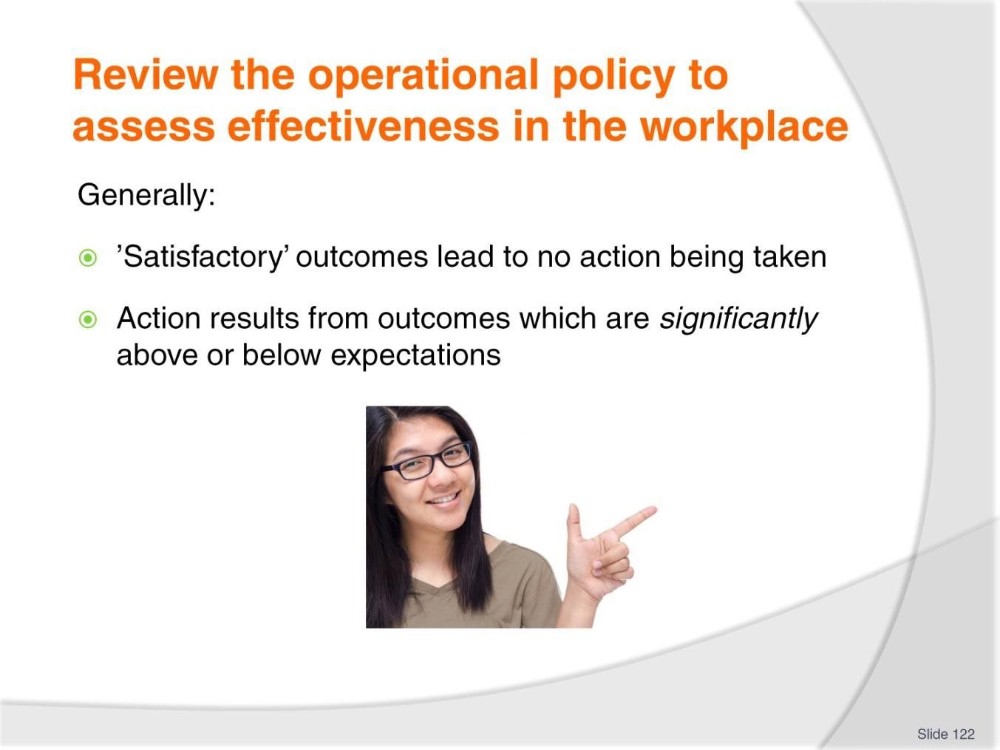 Review the operational policy to
assess effectiveness in the workplace
Generally:
’Satisfactory’ outcomes lead to no action being taken
Action results from outcomes which are significantly
above or below expectations
Slide 122